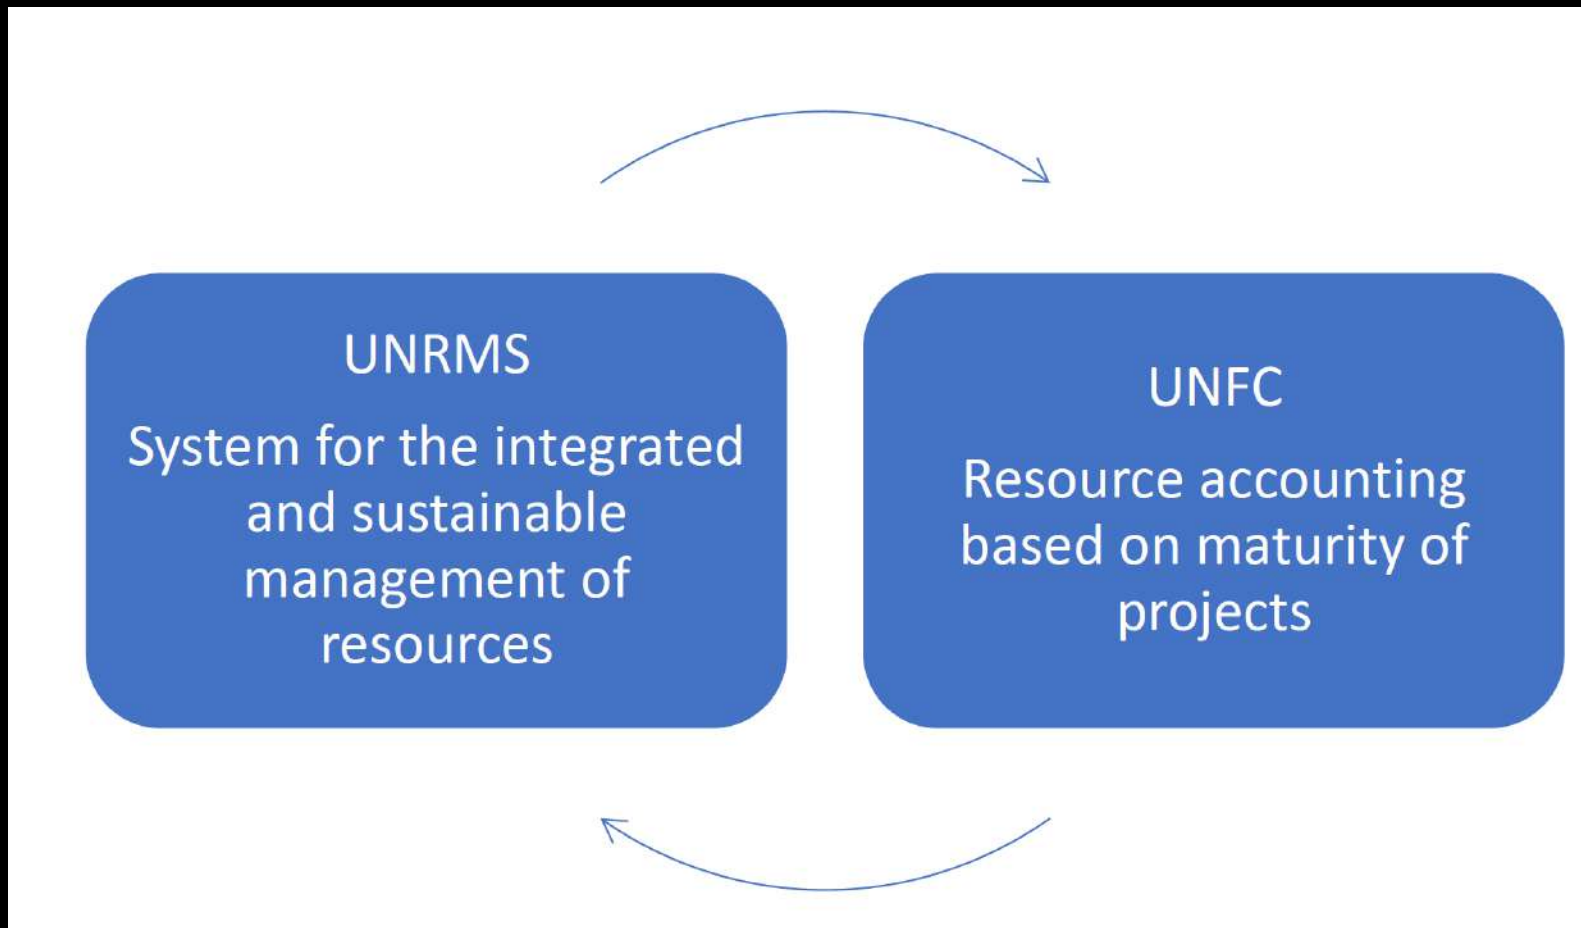 UNRMS
System for the integrated
and sustainable
management of
resources
UNFC
Resource accounting
based on maturity of
projects